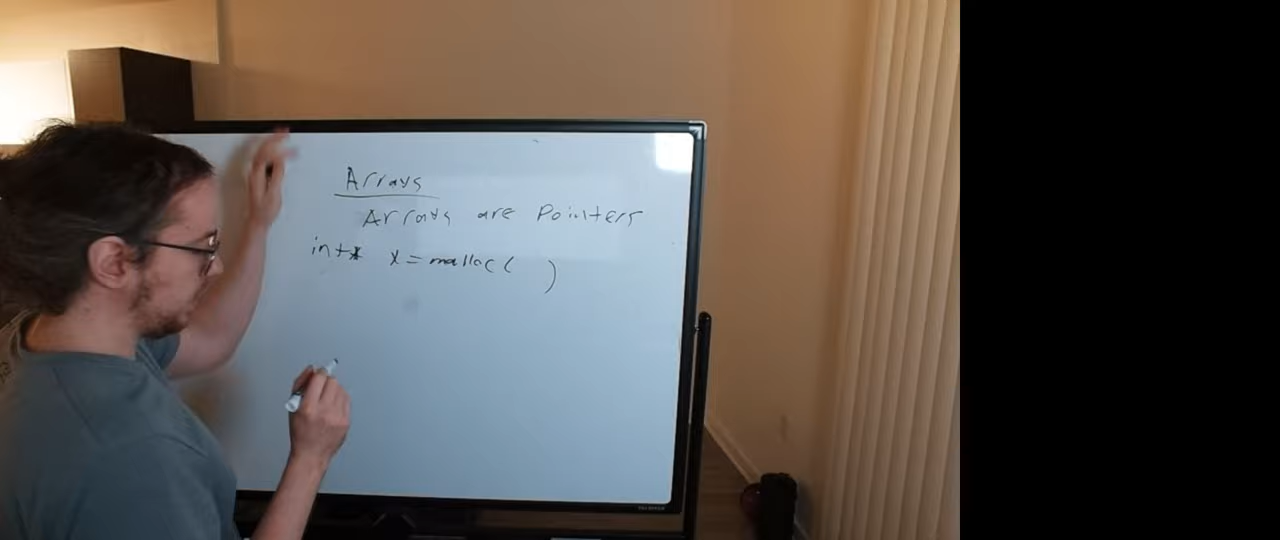 Arrays
Arrays are Pointers
int* x = malloc( )